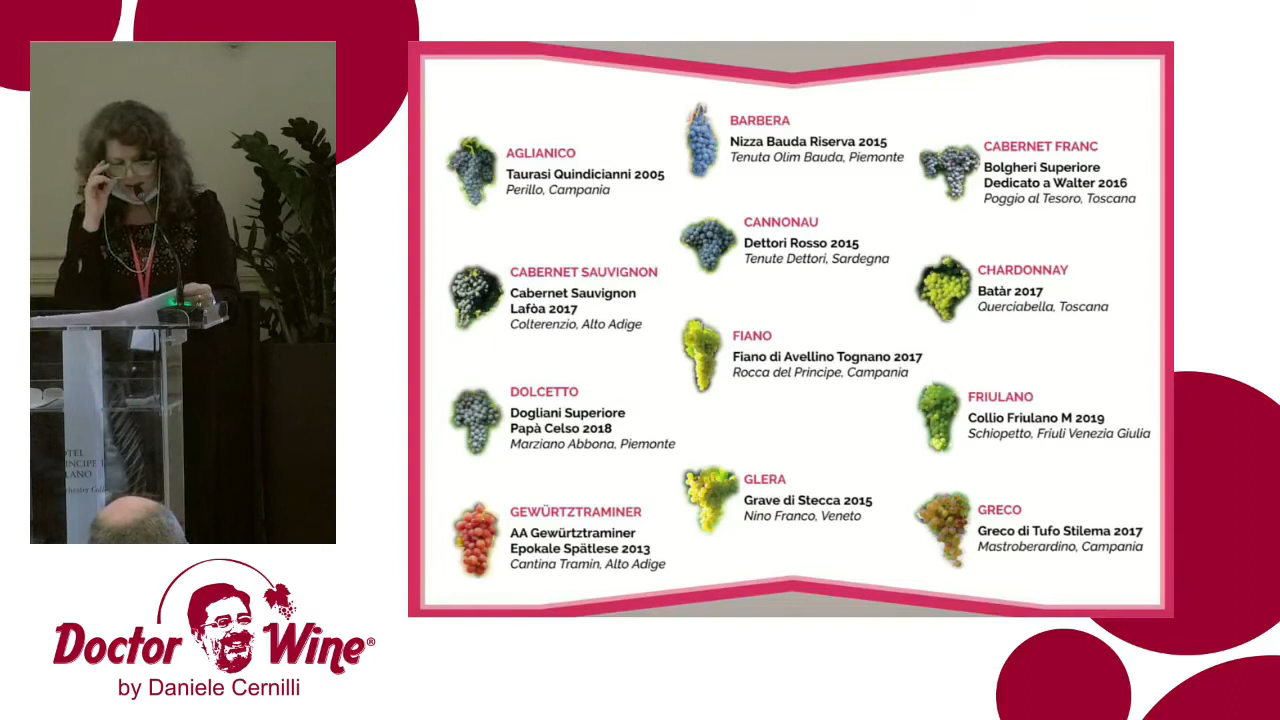 AGLIANICO
Taurasi Quindicianni 2005
Perillo, Campania
CABERNET SAUVIGNON
Cabernet Sauvignon
Lafòa 2017
Colterenzio, Alto Adige
DOLCETTO
Dogliani Superiore
Papà Celso 2018
Marziano Abbona, Piemonte
GEWÜRTZTRAMINER
AA Gewürtztraminer
Epokale Spätlese 2013
Cantina Tramin, Alto Adige
BARBERA
Nizza Bauda Riserva 2015
Tenuta Olim Bauda, Piemonte
CANNONAU
Dettori Rosso 2015
Tenute Dettori, Sardegna
FIANO
Fiano di Avellino Tognano 2017
Rocca del Principe, Campania
GLERA
Grave di Stecca 2015
Nino Franco, Veneto
CABERNET FRANC
Bolgheri Superiore
Dedicato a Walter 2016
Poggio al Tesoro, Toscana
CHARDONNAY
Batàr 2017
Querciabella, Toscana
FRIULANO
Collio Friulano M 2019
Schiopetto, Friuli Venezia Giulia
GRECO
Greco di Tufo Stilema 2017
Mastroberardino, Campania
OTEL
INCIPE
LANO
Doctor Wine®
by Daniele Cernilli